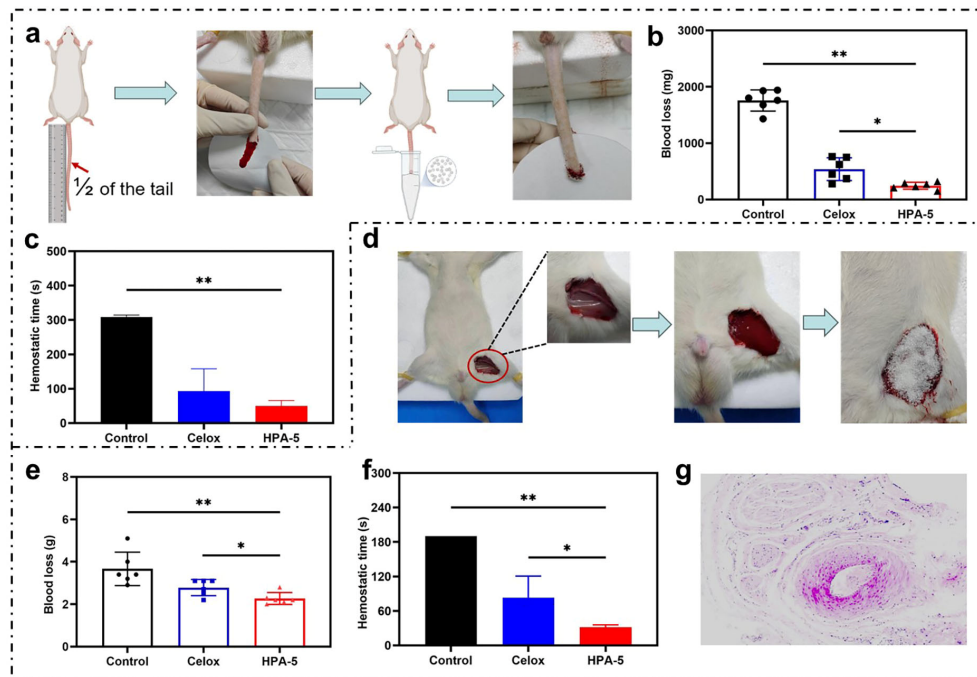 a
½ of the tail
b
Blood loss (mg)
3000
2000
1000
0
**
*
Control Celox HPA-5
c
Hemostatic time (s)
500
400
300
200
100
0
**
Control Celox HPA-5
d
e
Blood loss (g)
8
6
4
2
0
**
*
Control Celox HPA-5
f
Hemostatic time (s)
300
240
180
120
60
0
**
*
Control Celox HPA-5
g